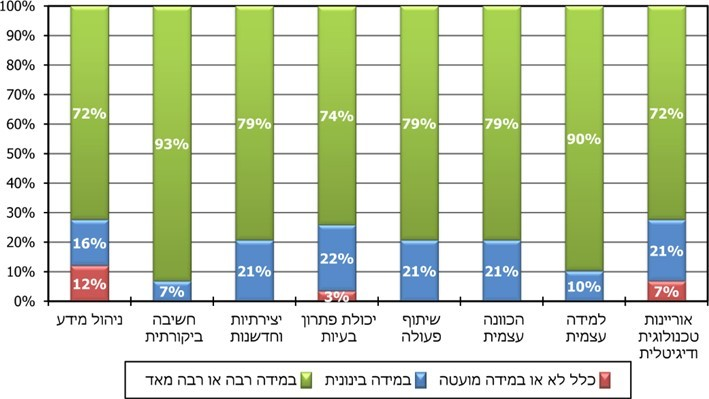 100%
90%
80%
70%
60%
50%
40%
30%
20%
10%
0%
72%
16%
12%
93%
7%
79%
21%
74%
22%
3%
79%
21%
79%
21%
90%
10%
72%
21%
7%
ניהול מידע
חשיבה
ביקורתית
יצירתיות
וחדשנות
יכולת פתרון
בעיות
שיתוף
פעולה
הכוונה
עצמית
למידה
עצמית
אוריינות
טכנולוגית
ודיגיטלית
כלל לא או במידה מועטה
במידה בינונית
במידה רבה או רבה מאד